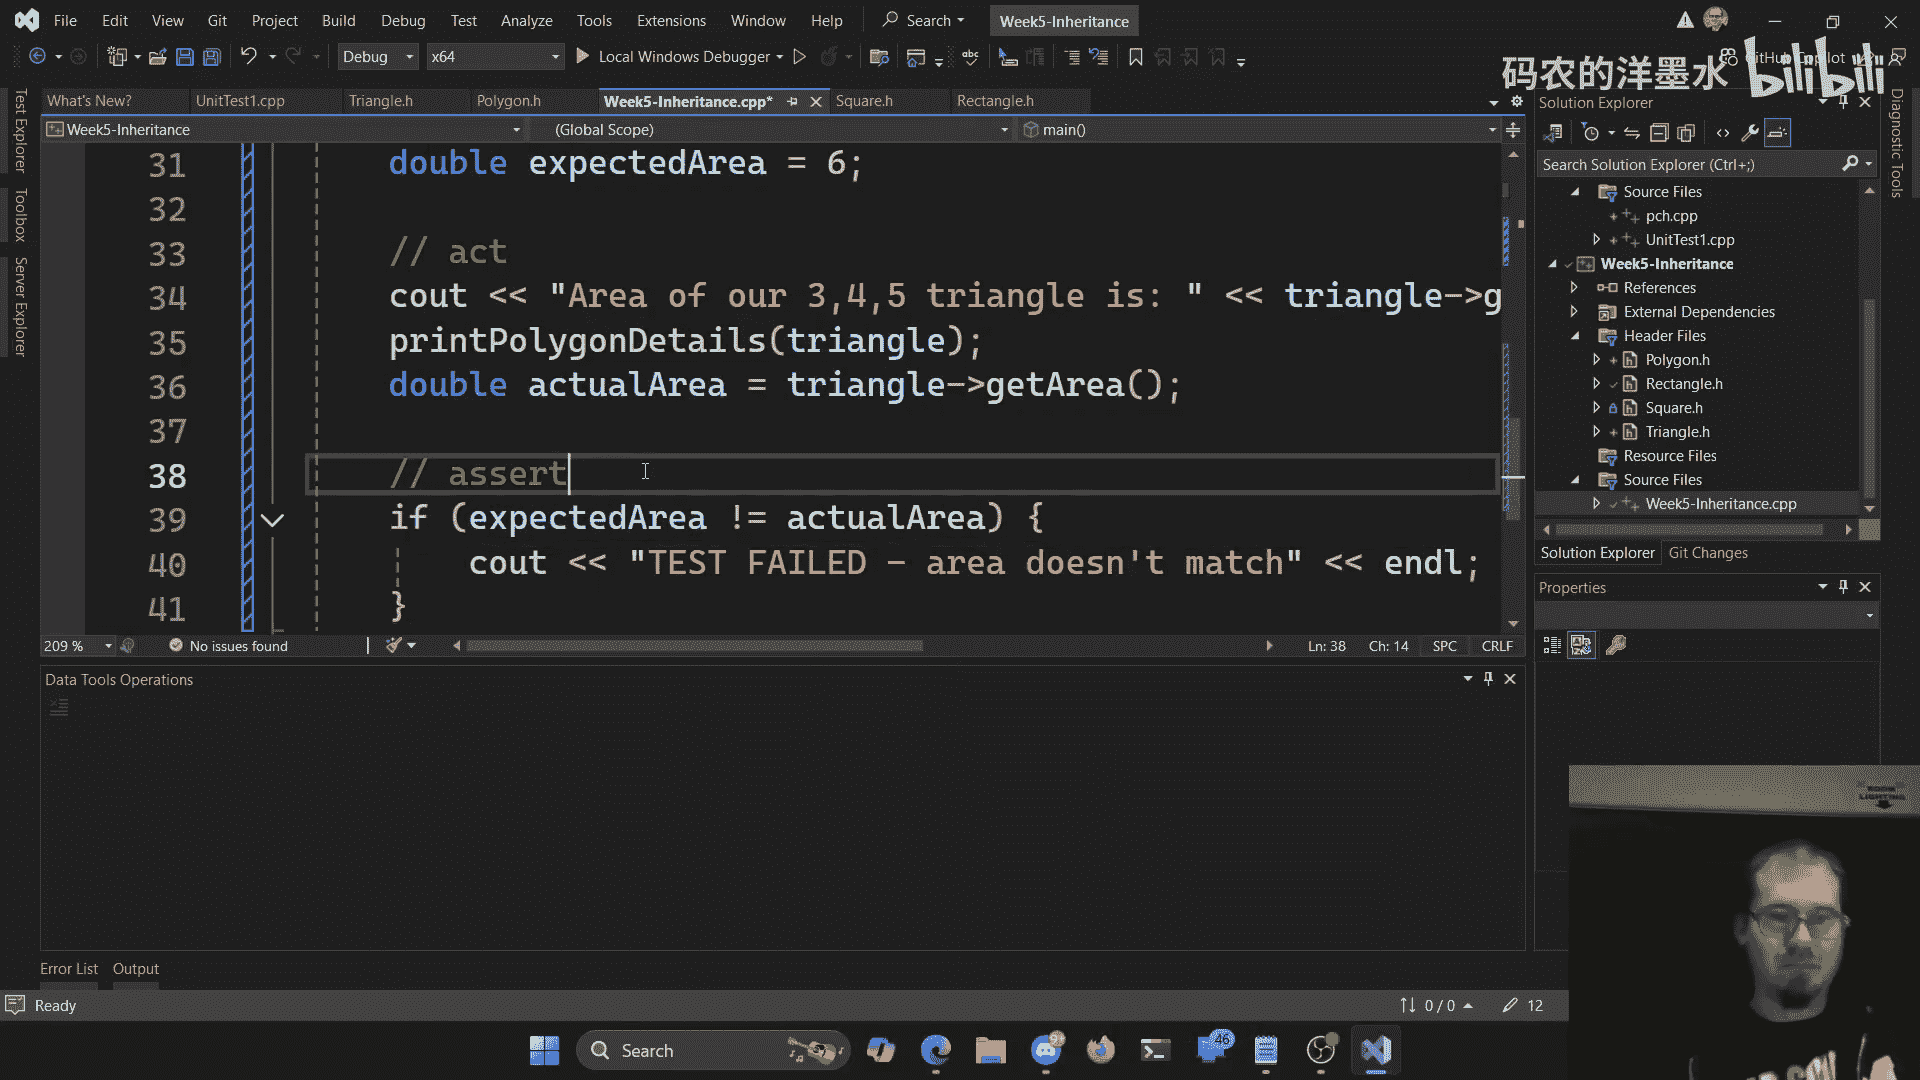 File Edit View Git Project Build Debug Test Analyze Tools Extensions Window Help Search Week5-Inheritance
Debug x64 Local Windows Debugger GitHub Copilot
码农的洋墨水 bilibili
What's New? UnitTest1.cpp Triangle.h Polygon.h Week5-Inheritance.cpp* Square.h Rectangle.h
Week5-Inheritance (Global Scope) main()
Test Explorer
Toolbox
Server Explorer
31 double expectedArea = 6;
32
33 // act
34 cout << "Area of our 3,4,5 triangle is: " << triangle->g
35 printPolygonDetails(triangle);
36 double actualArea = triangle->getArea();
37
38 // assert
39 if (expectedArea != actualArea) {
40 cout << "TEST FAILED - area doesn't match" << endl;
41 }
209 % No issues found Ln: 38 Ch: 14 SPC CRLF
Data Tools Operations
Error List Output
Solution Explorer
Search Solution Explorer (Ctrl+;)
Source Files
pch.cpp
UnitTest1.cpp
Week5-Inheritance
References
External Dependencies
Header Files
Polygon.h
Rectangle.h
Square.h
Triangle.h
Resource Files
Source Files
Week5-Inheritance.cpp
Solution Explorer Git Changes
Properties
Diagnostic Tools
Ready 0 / 0 12
Search 9 46